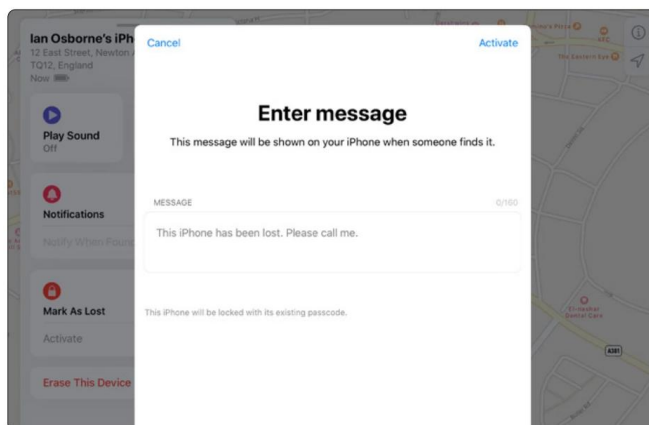 Ian Osborne's iPh
12 East Street, Newton A
TQ12, England
Now
Play Sound
Off
Notifications
Notify When Found
Mark As Lost
Activate
Erase This Device
Cancel
Activate
Enter message
This message will be shown on your iPhone when someone finds it.
MESSAGE
0/160
This iPhone has been lost. Please call me.
This iPhone will be locked with its existing passcode.
The Eastern Eye
KFC
Dental Care
A381